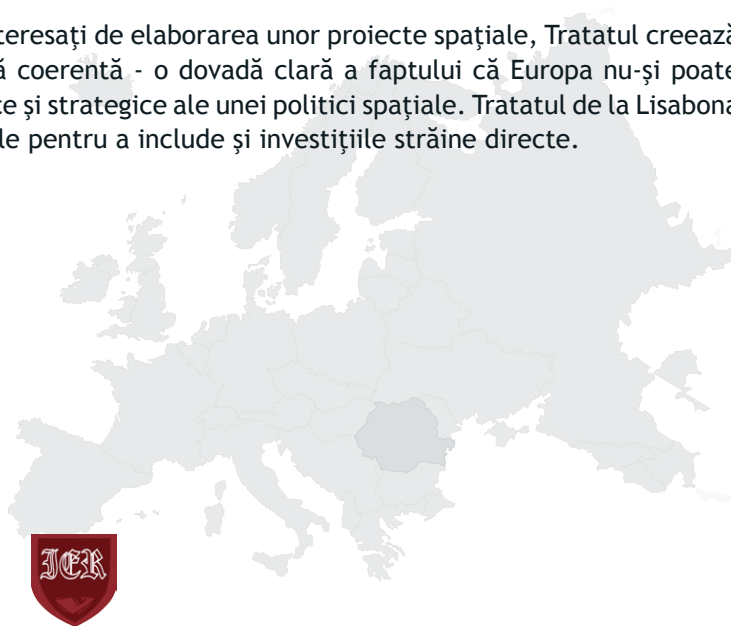 teresaţi de elaborarea unor proiecte spaţiale, Tratatul creează
ă coerentă - o dovadă clară a faptului că Europa nu-şi poate
ce şi strategice ale unei politici spaţiale. Tratatul de la Lisabona
le pentru a include şi investiţiile străine directe.
IER